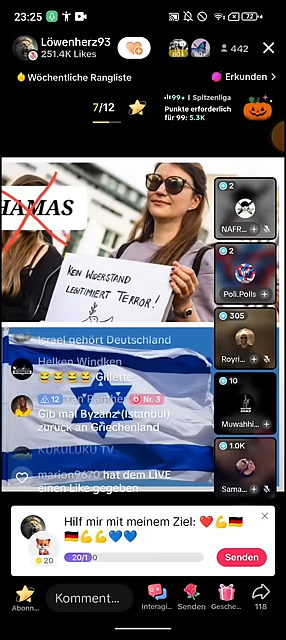 23:25
72
Löwenherz93
251.4K Likes
442
Wöchentliche Rangliste
Erkunden >
7/12
99+ | Spitzenliga
Punkte erforderlich
für 99: 5.3K
HAMAS
KEIN WIDERSTAND
LEGITIMIERT TERROR!
2
NAFR...
2
Poli.Polls
305
Royri...
10
Muwahhi...
1.0K
Sama...
Israel gehört Deutschland
Helken Windken
😂😂😂😂 Gillette
12
Nr. 3
Gib mal Byzanz (Istanbul)
zurück an Griechenland
KUKULUKU TV
marion9670 hat dem LIVE
einen Like gegeben
Hilf mir mit meinem Ziel: ❤️💪🇩🇪
🇩🇪💪💪💙💙
20
20/1
Senden
Abonn...
Komment...
Interagi...
Senden
Gesche...
118